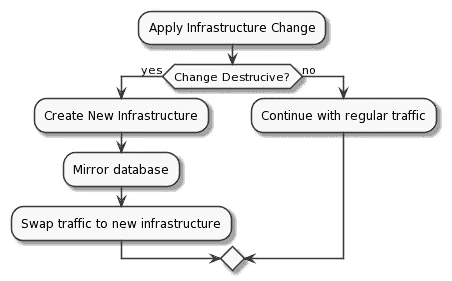 Apply Infrastructure Change
yes
Change Destrucive?
no
Create New Infrastructure
Continue with regular traffic
Mirror database
Swap traffic to new infrastructure